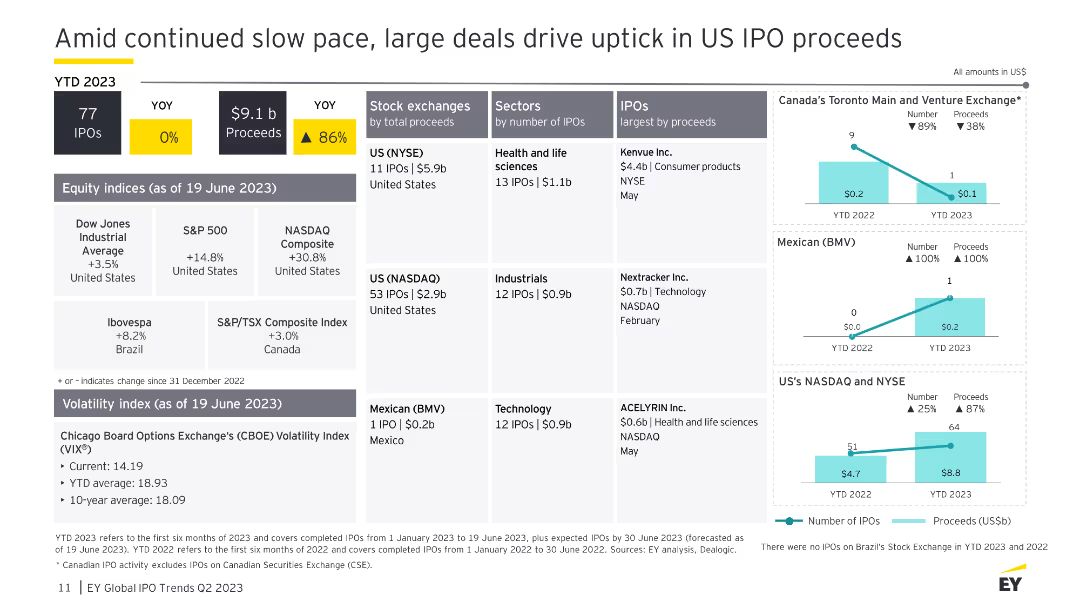 Amid continued slow pace, large deals drive uptick in US IPO proceeds
All amounts in US$
YTD 2023
77
IPOs
YOY
0%
$9.1 b
Proceeds
YOY
▲ 86%
Equity indices (as of 19 June 2023)
Dow Jones
Industrial
Average
+3.5%
United States
S&P 500
+14.8%
United States
NASDAQ
Composite
+30.8%
United States
Ibovespa
+8.2%
Brazil
S&P/TSX Composite Index
+3.0%
Canada
+ or – indicates change since 31 December 2022
Volatility index (as of 19 June 2023)
Chicago Board Options Exchange's (CBOE) Volatility Index
(VIX®)
‣ Current: 14.19
‣ YTD average: 18.93
‣ 10-year average: 18.09
Stock exchanges
by total proceeds
US (NYSE)
11 IPOs | $5.9b
United States
US (NASDAQ)
53 IPOs | $2.9b
United States
Mexican (BMV)
1 IPO | $0.2b
Mexico
Sectors
by number of IPOs
Health and life
sciences
13 IPOs | $1.1b
Industrials
12 IPOs | $0.9b
Technology
12 IPOs | $0.9b
IPOs
largest by proceeds
Kenvue Inc.
$4.4b | Consumer products
NYSE
May
Nextracker Inc.
$0.7b | Technology
NASDAQ
February
ACELYRIN Inc.
$0.6b | Health and life sciences
NASDAQ
May
Canada's Toronto Main and Venture Exchange*
Number Proceeds
▼ 89% ▼ 38%
9
1
$0.2
$0.1
YTD 2022 YTD 2023
Mexican (BMV)
Number Proceeds
▲ 100% ▲ 100%
0
1
$0.0
$0.2
YTD 2022 YTD 2023
US's NASDAQ and NYSE
Number Proceeds
▲ 25% ▲ 87%
51
64
$4.7
$8.8
YTD 2022 YTD 2023
Number of IPOs Proceeds (US$b)
There were no IPOs on Brazil's Stock Exchange in YTD 2023 and 2022
YTD 2023 refers to the first six months of 2023 and covers completed IPOs from 1 January 2023 to 19 June 2023, plus expected IPOs by 30 June 2023 (forecasted as
of 19 June 2023). YTD 2022 refers to the first six months of 2022 and covers completed IPOs from 1 January 2022 to 30 June 2022. Sources: EY analysis, Dealogic.
* Canadian IPO activity excludes IPOs on Canadian Securities Exchange (CSE).
11 | EY Global IPO Trends Q2 2023
EY